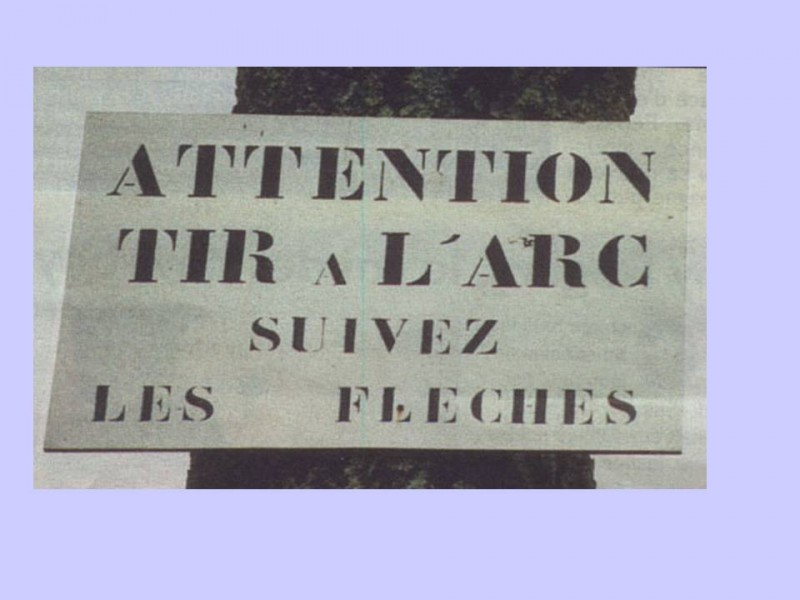 ATTENTION
TIR A L'ARC
SUIVEZ
LES FLECHES